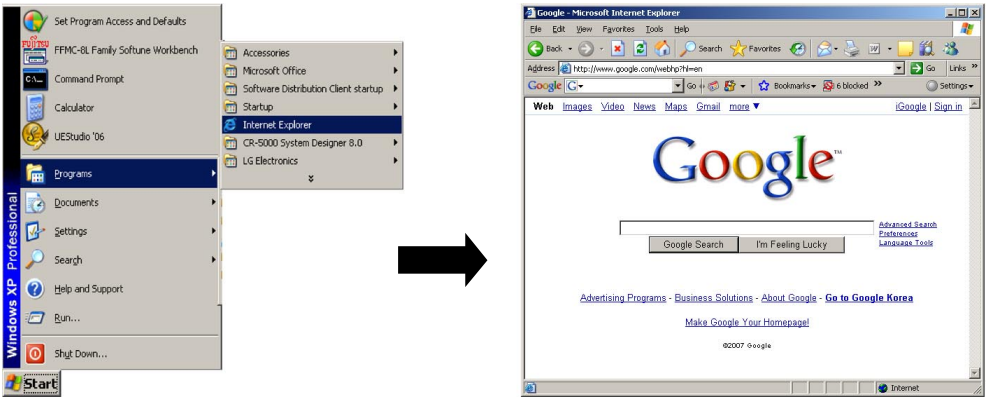 Set Program Access and Defaults
FUJITSU
FFMC-8L Family Softune Workbench
C:\_
Command Prompt
Calculator
UEStudio '06
Programs
Documents
Settings
Search
Help and Support
Run...
Shut Down...
Windows XP Professional
Start
Accessories
Microsoft Office
Software Distribution Client startup
Startup
Internet Explorer
CR-5000 System Designer 8.0
LG Electronics
Google - Microsoft Internet Explorer
File Edit View Favorites Tools Help
Back Search Favorites
Address http://www.google.com/webhp?hl=en Go Links »
Google G Go Bookmarks 6 blocked » Settings
Web Images Video News Maps Gmail more ▼ iGoogle | Sign in
Google™
Advanced Search
Preferences
Language Tools
Google Search I'm Feeling Lucky
Advertising Programs - Business Solutions - About Google - Go to Google Korea
Make Google Your Homepage!
©2007 Google
Internet